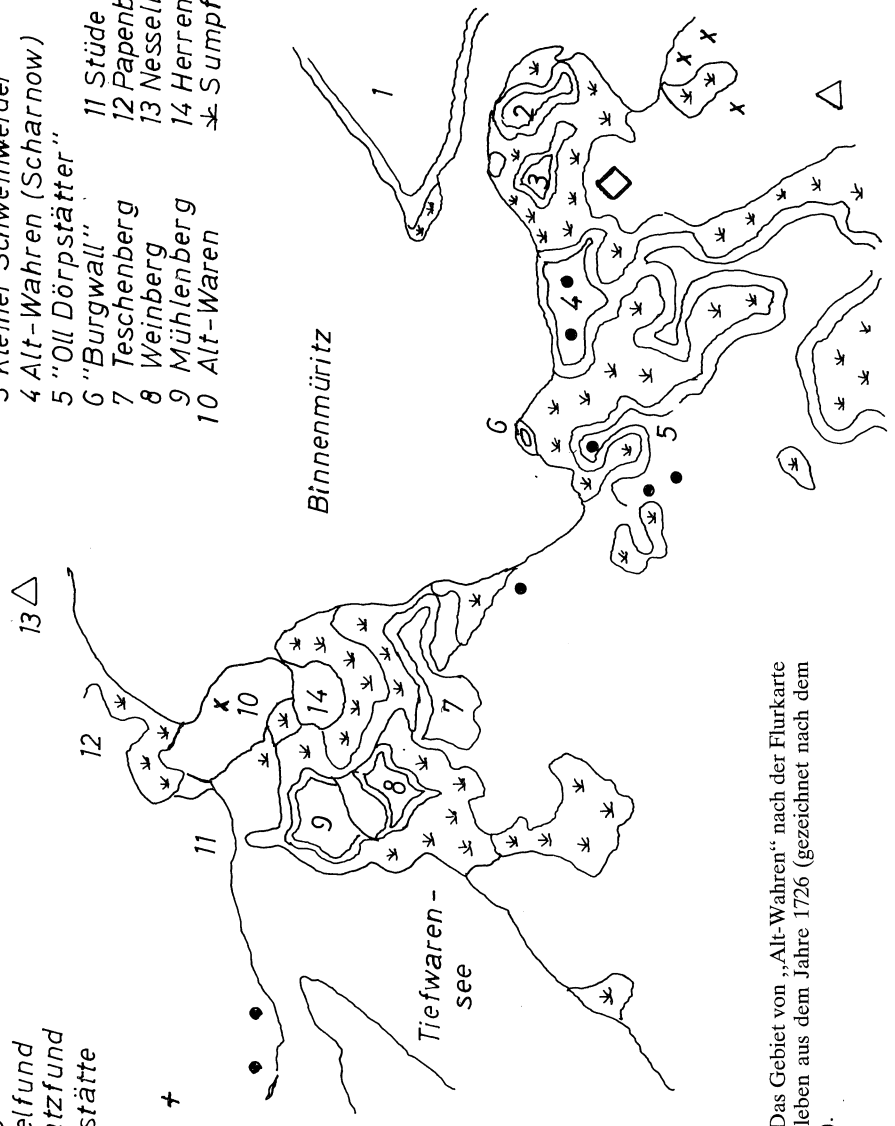 elfund
tzfund
stätte
4 Alt-Wahren (Scharnow)
5 "Oll Dörpstätter"
6 "Burgwall"
7 Teschenberg
8 Weinberg
9 Mühlenberg
10 Alt-Waren
11 Stüde
12 Papenb
13 Nessel
14 Herren
Sumpf
Binnenmüritz
Tiefwaren-
see
1
2
3
4
5
6
7
8
9
10
11
12
13
14
Das Gebiet von „Alt-Wahren“ nach der Flurkarte
leben aus dem Jahre 1726 (gezeichnet nach dem
).